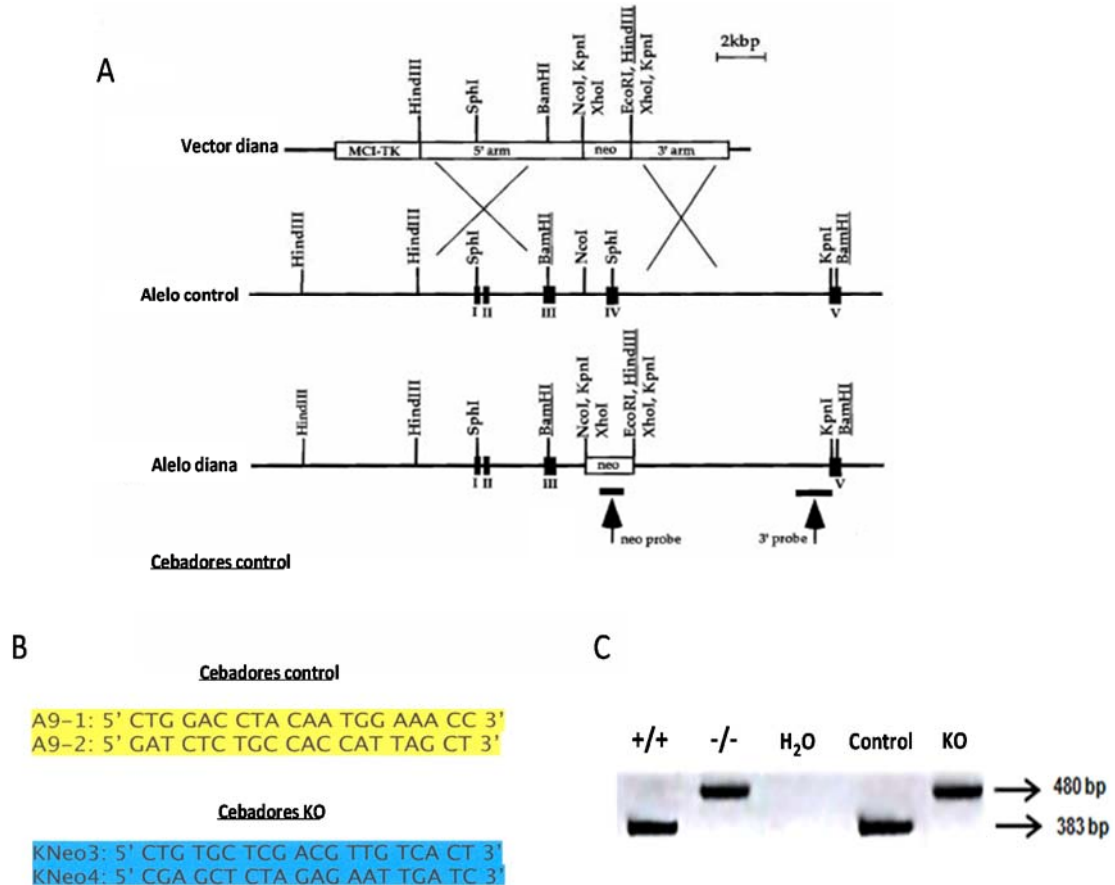 A
2kbp
HindIII
SphI
BamHI
NcoI, KpnI
XhoI
EcoRI, HindIII
XhoI, KpnI
Vector diana
MCI-TK
5' arm
neo
3' arm
HindIII
HindIII
SphI
BamHI
NcoI
SphI
KpnI
BamHI
Alelo control
I
II
III
IV
V
HindIII
HindIII
SphI
BamHI
NcoI, KpnI
XhoI
EcoRI, HindIII
XhoI, KpnI
KpnI
BamHI
Alelo diana
neo
I
II
III
V
neo probe
3' probe
Cebadores control
B
Cebadores control
A9-1: 5' CTG GAC CTA CAA TGG AAA CC 3'
A9-2: 5' GAT CTC TGC CAC CAT TAG CT 3'
Cebadores KO
KNeo3: 5' CTG TGC TCG ACG TTG TCA CT 3'
KNeo4: 5' CGA GCT CTA GAG AAT TGA TC 3'
C
+/+ -/- H₂O Control KO
480 bp
383 bp